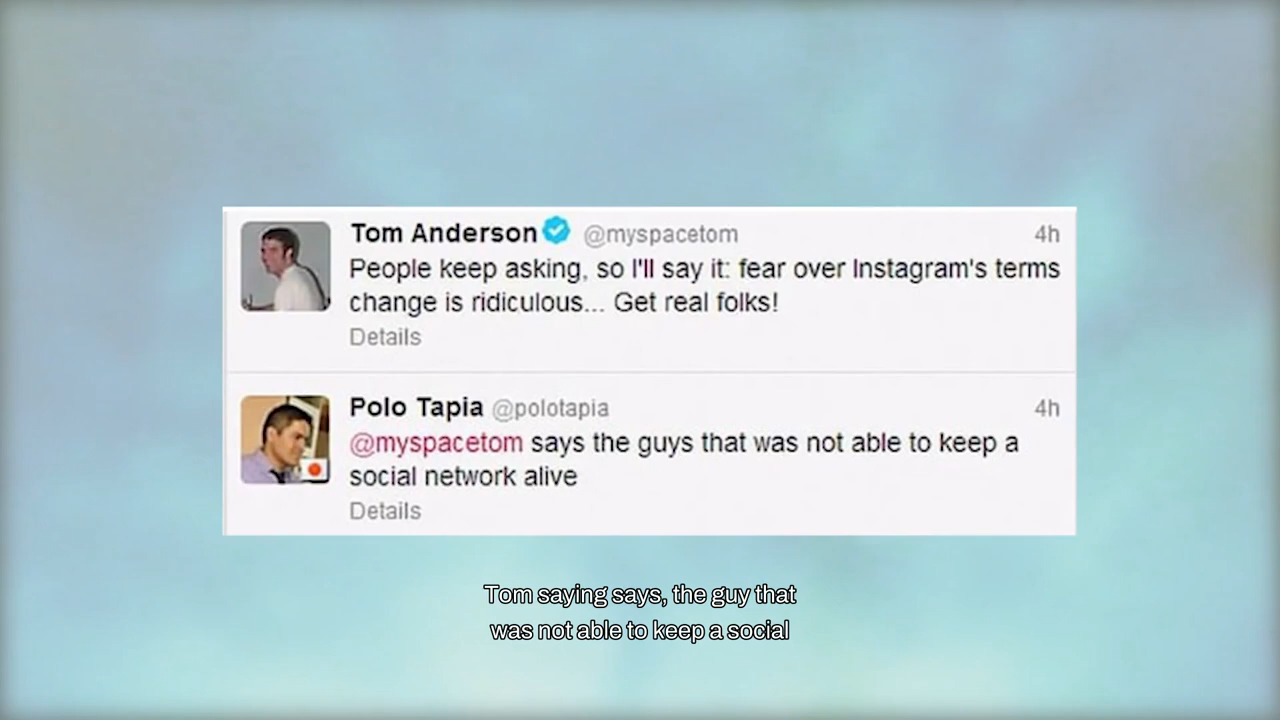 Tom Anderson @myspacetom 4h
People keep asking, so I'll say it: fear over Instagram's terms
change is ridiculous... Get real folks!
Details
Polo Tapia @polotapia 4h
@myspacetom says the guys that was not able to keep a
social network alive
Details
Tom saying says, the guy that
was not able to keep a social